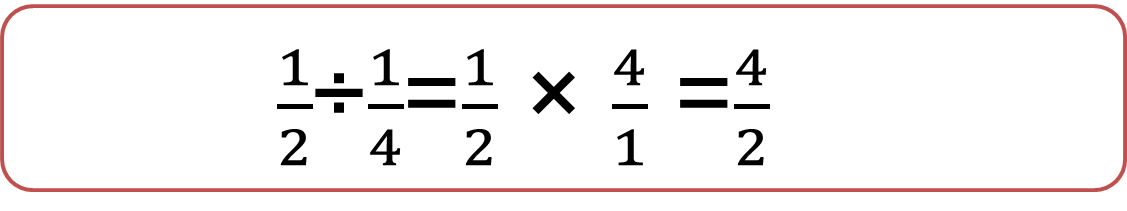 1/2 ÷ 1/4 = 1/2 × 4/1 = 4/2